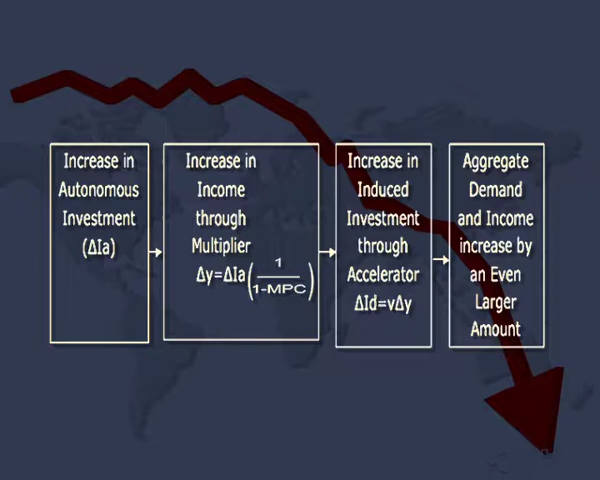 Increase in
Autonomous
Investment
(ΔIa)
Increase in
Income
through
Multiplier
Δy=ΔIa(1/1-MPC)
Increase in
Induced
Investment
through
Accelerator
ΔId=vΔy
Aggregate
Demand
and Income
increase by
an Even
Larger
Amount